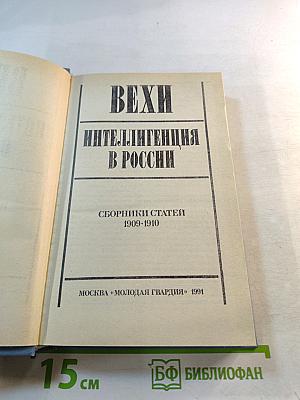 ВЕХИ
ИНТЕЛЛИГЕНЦИЯ
В РОССИИ
СБОРНИКИ СТАТЕЙ
1909-1910
МОСКВА «МОЛОДАЯ ГВАРДИЯ» 1991
15 см
БФ БИБЛИОФАН